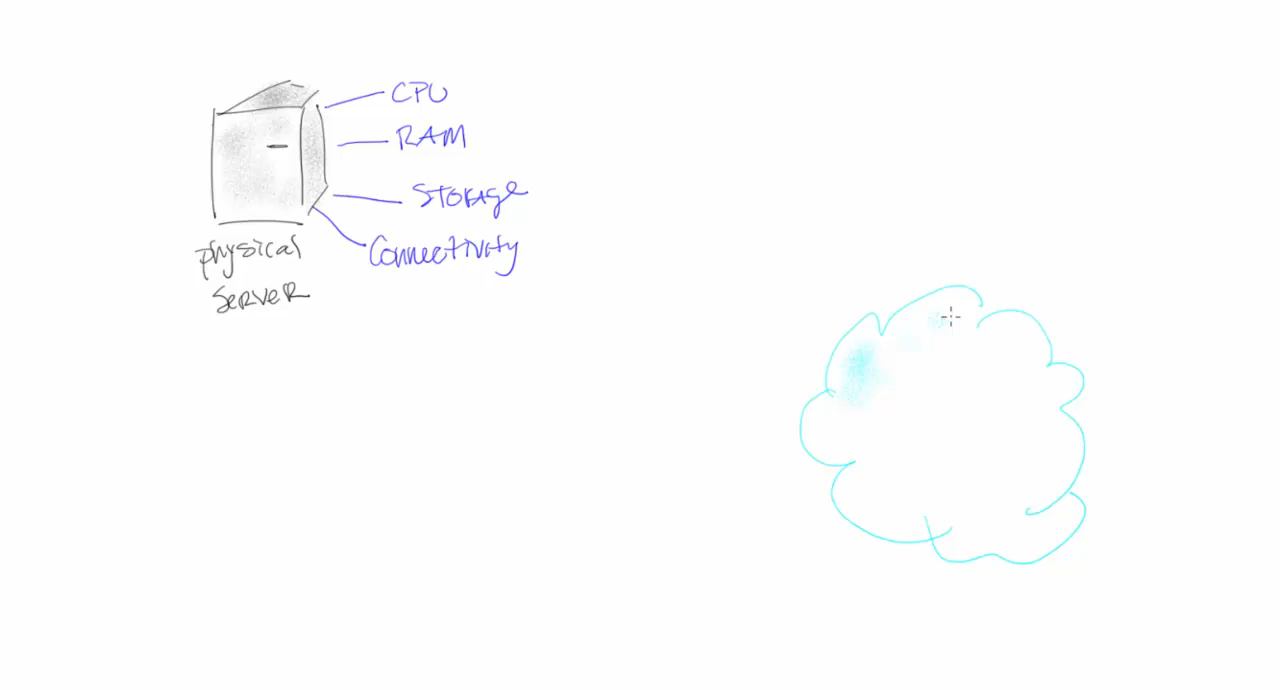 CPU
RAM
Storage
Connectivity
physical
Server